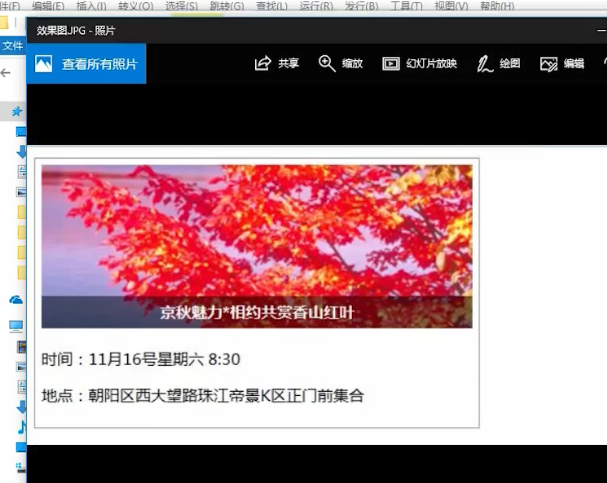 件(F) 编辑(E) 插入(I) 转义(O) 选择(S) 跳转(G) 查找(L) 运行(R) 发行(B) 工具(T) 视图(V) 帮助(H)
效果图.JPG - 照片
文件
查看所有照片 共享 缩放 幻灯片放映 绘图 编辑
京秋魅力*相约共赏香山红叶
时间：11月16号星期六 8:30
地点：朝阳区西大望路珠江帝景K区正门前集合